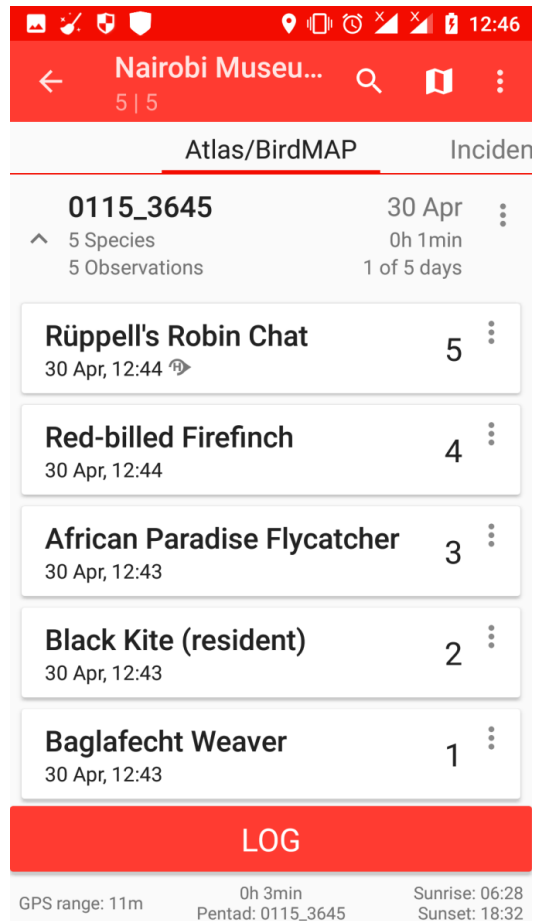 12:46
Nairobi Museu...
5 | 5
Atlas/BirdMAP Inciden
0115_3645 30 Apr
5 Species 0h 1min
5 Observations 1 of 5 days
Rüppell's Robin Chat 5
30 Apr, 12:44 H
Red-billed Firefinch 4
30 Apr, 12:44
African Paradise Flycatcher 3
30 Apr, 12:43
Black Kite (resident) 2
30 Apr, 12:43
Baglafecht Weaver 1
30 Apr, 12:43
LOG
GPS range: 11m 0h 3min Sunrise: 06:28
Pentad: 0115_3645 Sunset: 18:32